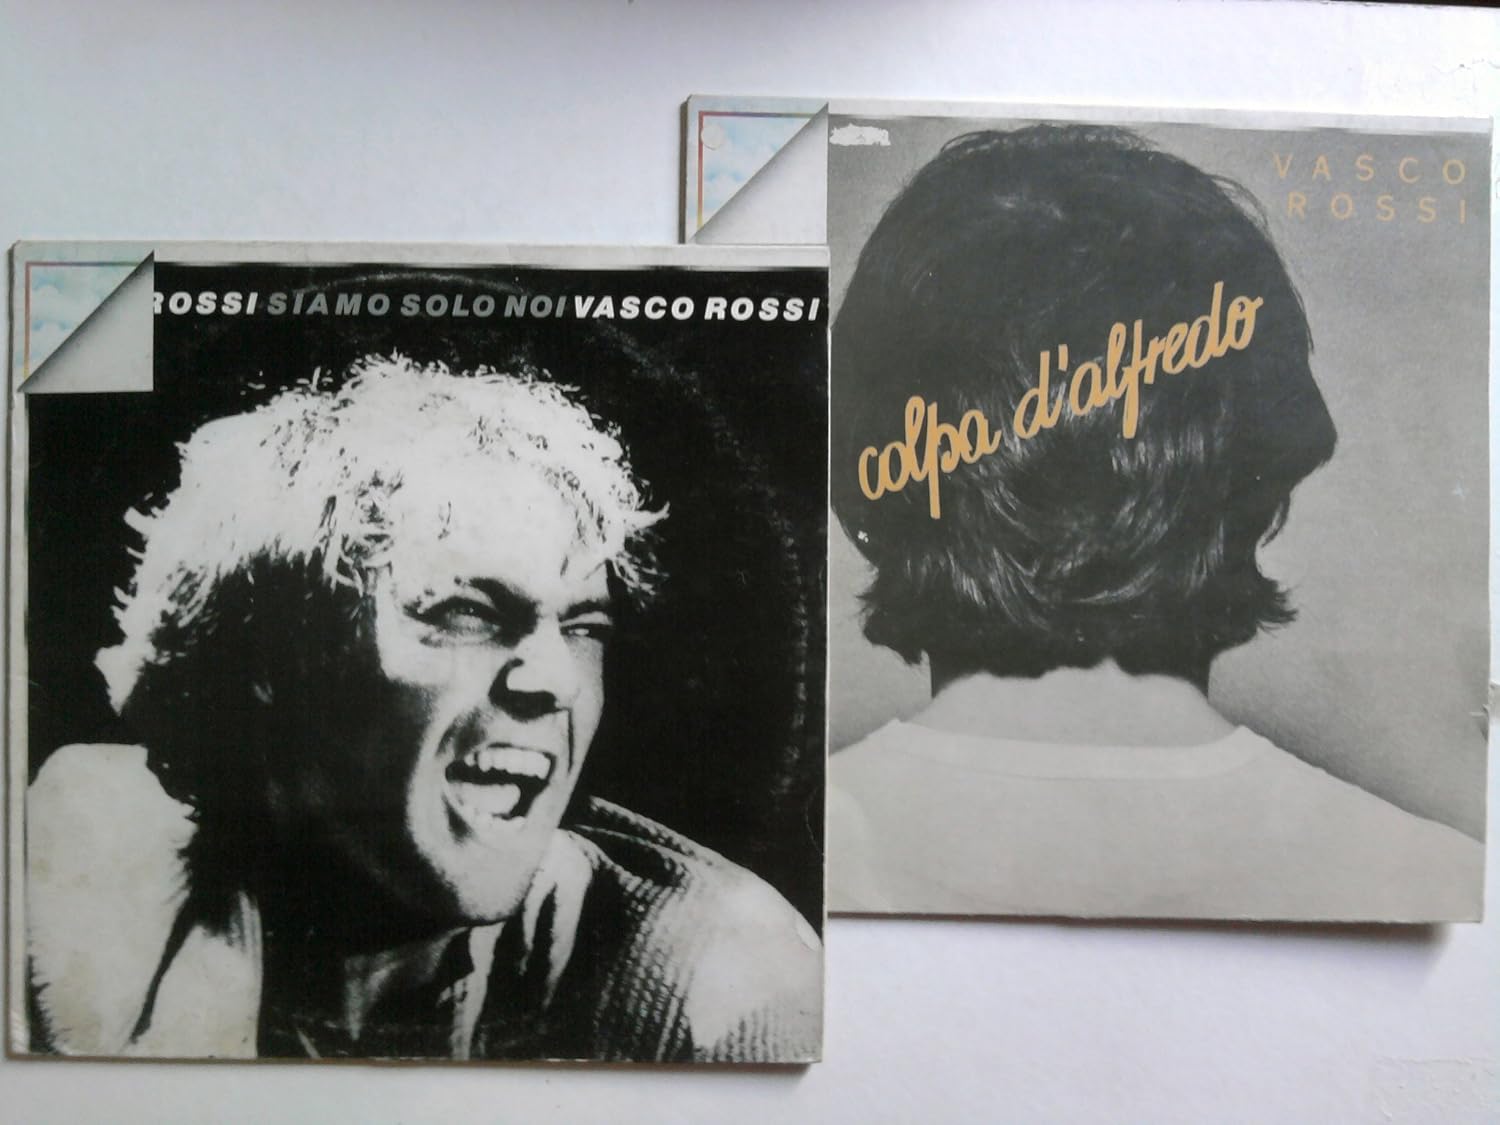 ROSSI SIAMO SOLO NOI VASCO ROSSI
VASCO
ROSSI
colpa d'alfredo